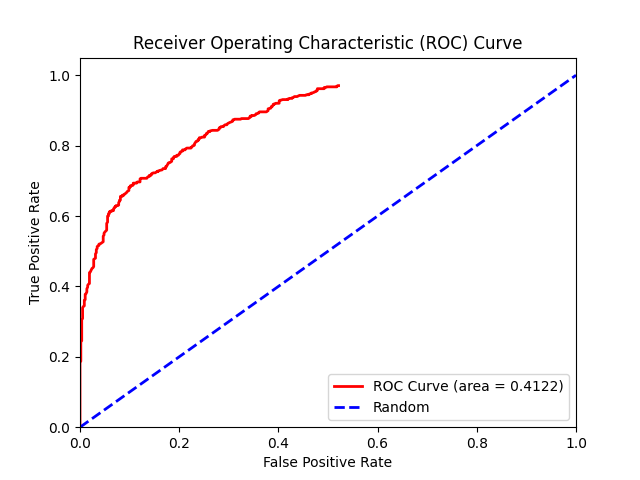 Receiver Operating Characteristic (ROC) Curve
1.0
0.8
0.6
0.4
0.2
0.0
True Positive Rate
ROC Curve (area = 0.4122)
Random
0.0 0.2 0.4 0.6 0.8 1.0
False Positive Rate